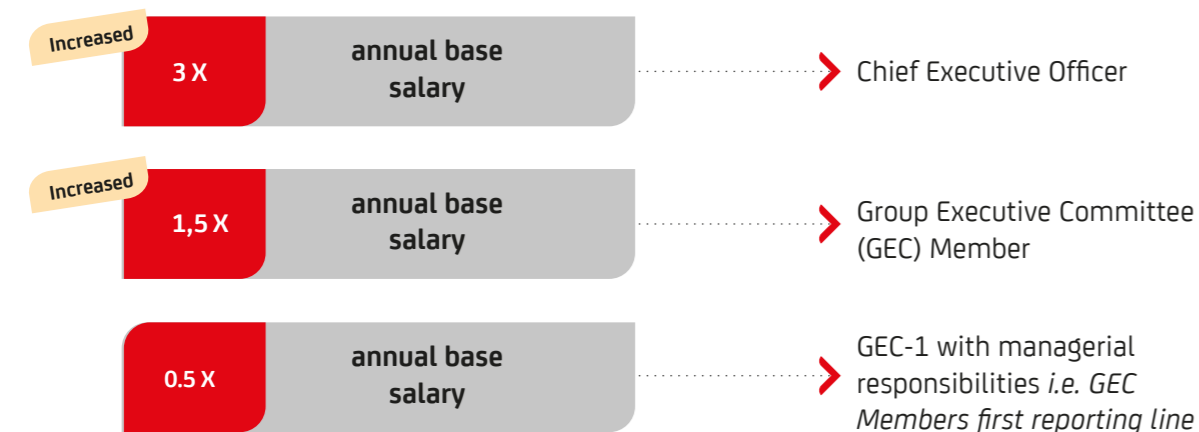 Increased
3 X
annual base
salary
Chief Executive Officer
Increased
1,5 X
annual base
salary
Group Executive Committee
(GEC) Member
0.5 X
annual base
salary
GEC-1 with managerial
responsibilities i.e. GEC
Members first reporting line